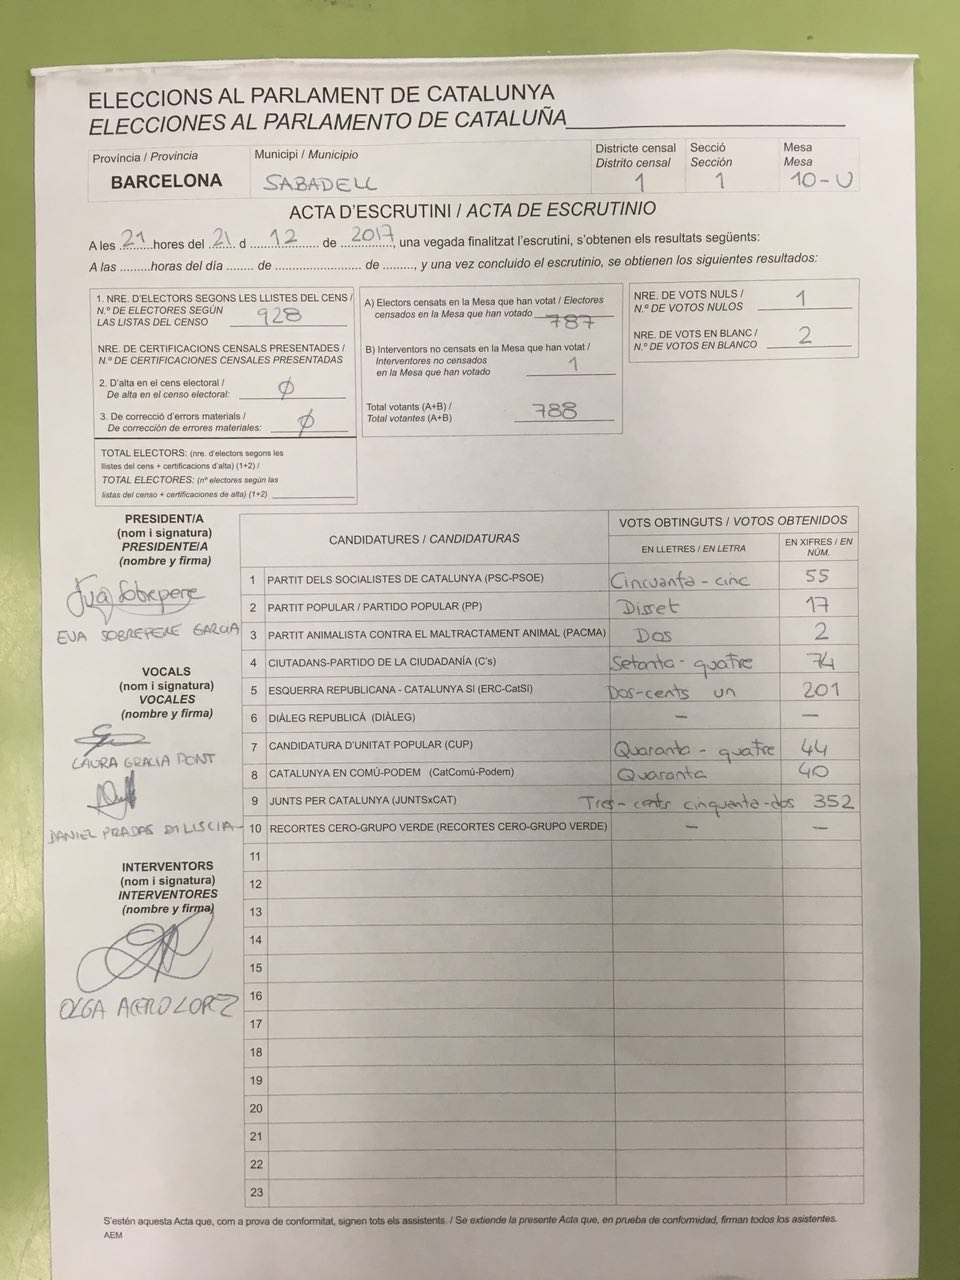 ELECCIONS AL PARLAMENT DE CATALUNYA
ELECCIONES AL PARLAMENTO DE CATALUÑA
Provincia / Provincia
BARCELONA
Municipi / Municipio
SABADELL
Districte censal
Distrito censal
1
Secció
Sección
1
Mesa
Mesa
10-U
ACTA D'ESCRUTINI / ACTA DE ESCRUTINIO
A les 21 hores del 21 d 12 de 2017, una vegada finalitzat l'escrutini, s'obtenen els resultats següents:
A las .........horas del día ........ de .......................... de ........., y una vez concluido el escrutinio, se obtienen los siguientes resultados:
1. NRE. D'ELECTORS SEGONS LES LLISTES DEL CENS /
N.º DE ELECTORES SEGÚN
LAS LISTAS DEL CENSO 928
NRE. DE CERTIFICACIONS CENSALS PRESENTADES /
N.º DE CERTIFICACIONES CENSALES PRESENTADAS
2. D'alta en el cens electoral /
De alta en el censo electoral: Ø
3. De correcció d'errors materials /
De corrección de errores materiales: Ø
TOTAL ELECTORS: (nre. d'electors segons les
llistes del cens + certificacions d'alta) (1+2) /
TOTAL ELECTORES: (nº electores según las
listas del censo + certificaciones de alta) (1+2)
A) Electors censats en la Mesa que han votat / Electores
censados en la Mesa que han votado 787
B) Interventors no censats en la Mesa que han votat /
Interventores no censados
en la Mesa que han votado 1
Total votants (A+B) /
Total votantes (A+B) 788
NRE. DE VOTS NULS /
N.º DE VOTOS NULOS 1
NRE. DE VOTS EN BLANC /
N.º DE VOTOS EN BLANCO 2
PRESIDENT/A
(nom i signatura)
PRESIDENTE/A
(nombre y firma)
Eva Sobrepere
EVA SOBREPERE GARCIA
VOCALS
(nom i signatura)
VOCALES
(nombre y firma)
LAURA GRACIA PONT
DANIEL PRADAS DI LISCIA
INTERVENTORS
(nom i signatura)
INTERVENTORES
(nombre y firma)
OLGA ACERO LOPEZ
CANDIDATURES / CANDIDATURAS
VOTS OBTINGUTS / VOTOS OBTENIDOS
EN LLETRES / EN LETRA
EN XIFRES / EN NÚM.
1 PARTIT DELS SOCIALISTES DE CATALUNYA (PSC-PSOE) Cincuanta-cinc 55
2 PARTIT POPULAR / PARTIDO POPULAR (PP) Disset 17
3 PARTIT ANIMALISTA CONTRA EL MALTRACTAMENT ANIMAL (PACMA) Dos 2
4 CIUTADANS-PARTIDO DE LA CIUDADANÍA (C's) Setanta-quatre 74
5 ESQUERRA REPUBLICANA - CATALUNYA SI (ERC-CatSí) Dos-cents un 201
6 DIÀLEG REPUBLICÀ (DIÀLEG) — —
7 CANDIDATURA D'UNITAT POPULAR (CUP) Quaranta-quatre 44
8 CATALUNYA EN COMÚ-PODEM (CatComú-Podem) Quaranta 40
9 JUNTS PER CATALUNYA (JUNTSxCAT) Tres-cents cinquanta-dos 352
10 RECORTES CERO-GRUPO VERDE (RECORTES CERO-GRUPO VERDE) — —
11
12
13
14
15
16
17
18
19
20
21
22
23
S'estén aquesta Acta que, com a prova de conformitat, signen tots els assistents. / Se extiende la presente Acta que, en prueba de conformidad, firman todos los asistentes.
AEM